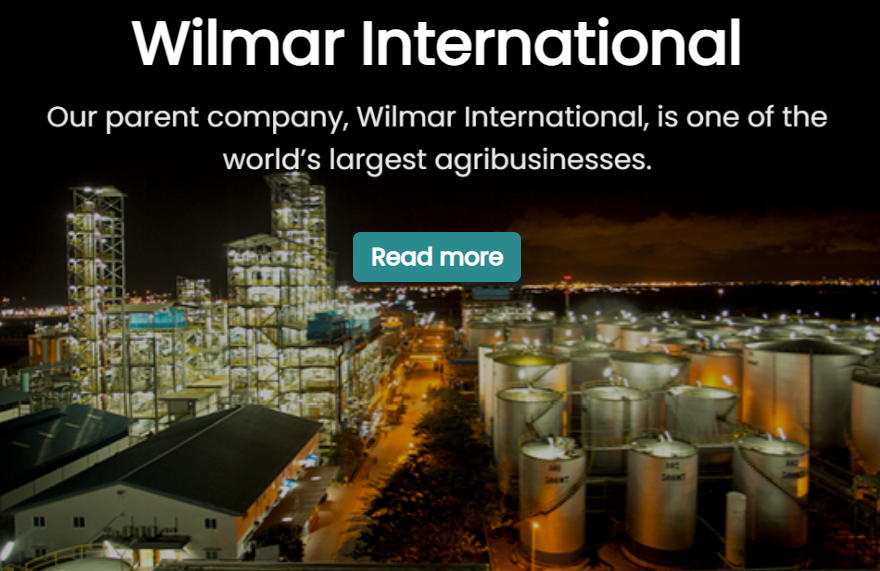 Wilmar International
Our parent company, Wilmar International, is one of the
world’s largest agribusinesses.
Read more